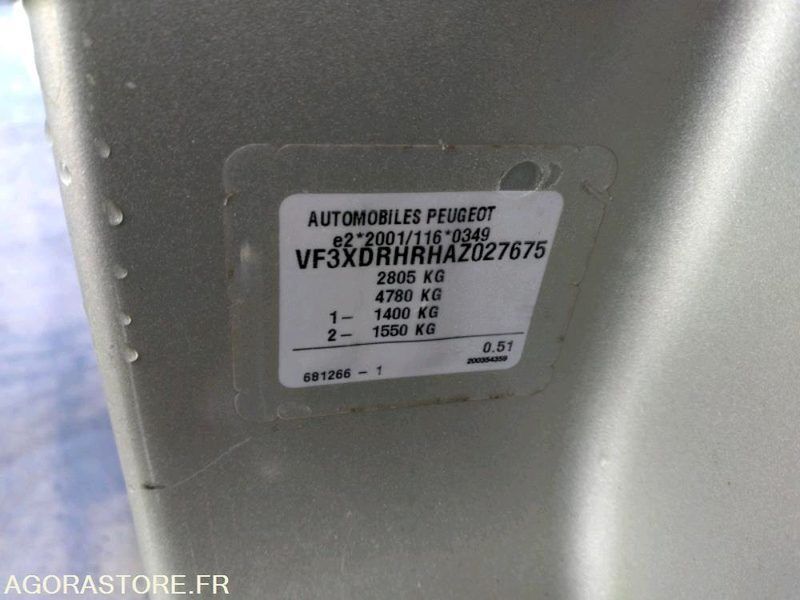 AUTOMOBILES PEUGEOT
e2*2001/116*0349
VF3XDRHRHAZ027675
2805 KG
4780 KG
1- 1400 KG
2- 1550 KG
0.51
681266 - 1
200354359
AGORASTORE.FR